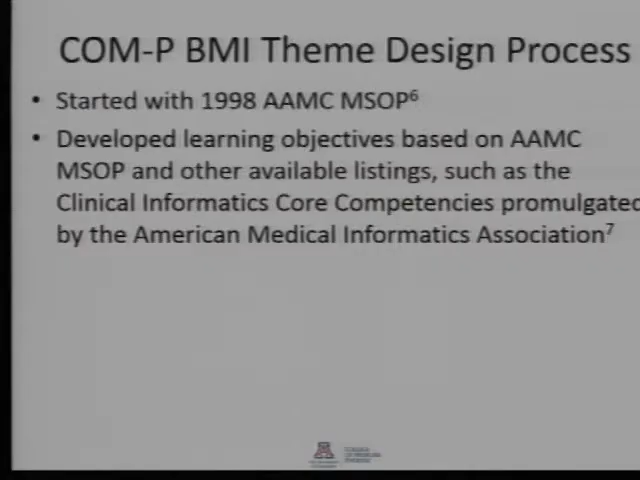 COM-P BMI Theme Design Process
• Started with 1998 AAMC MSOP⁶
• Developed learning objectives based on AAMC
MSOP and other available listings, such as the
Clinical Informatics Core Competencies promulgated
by the American Medical Informatics Association⁷